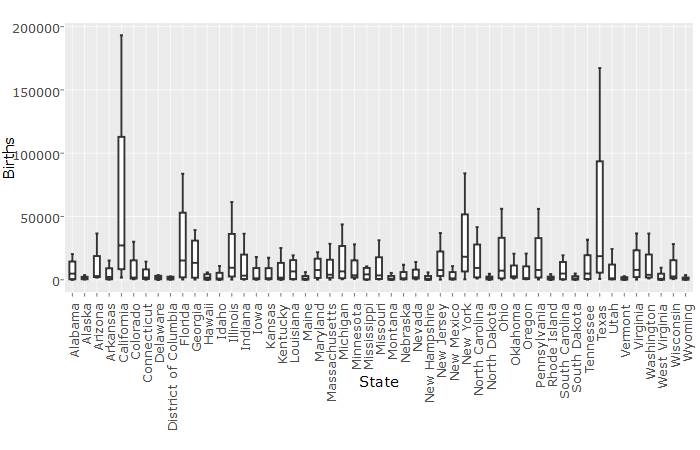 200000
150000
100000
50000
0
Births
Alabama
Alaska
Arizona
Arkansas
California
Colorado
Connecticut
Delaware
District of Columbia
Florida
Georgia
Hawaii
Idaho
Illinois
Indiana
Iowa
Kansas
Kentucky
Louisiana
Maine
Maryland
Massachusetts
Michigan
Minnesota
Mississippi
Missouri
Montana
Nebraska
Nevada
New Hampshire
New Jersey
New Mexico
New York
North Carolina
North Dakota
Ohio
Oklahoma
Oregon
Pennsylvania
Rhode Island
South Carolina
South Dakota
Tennessee
Texas
Utah
Vermont
Virginia
Washington
West Virginia
Wisconsin
Wyoming
State